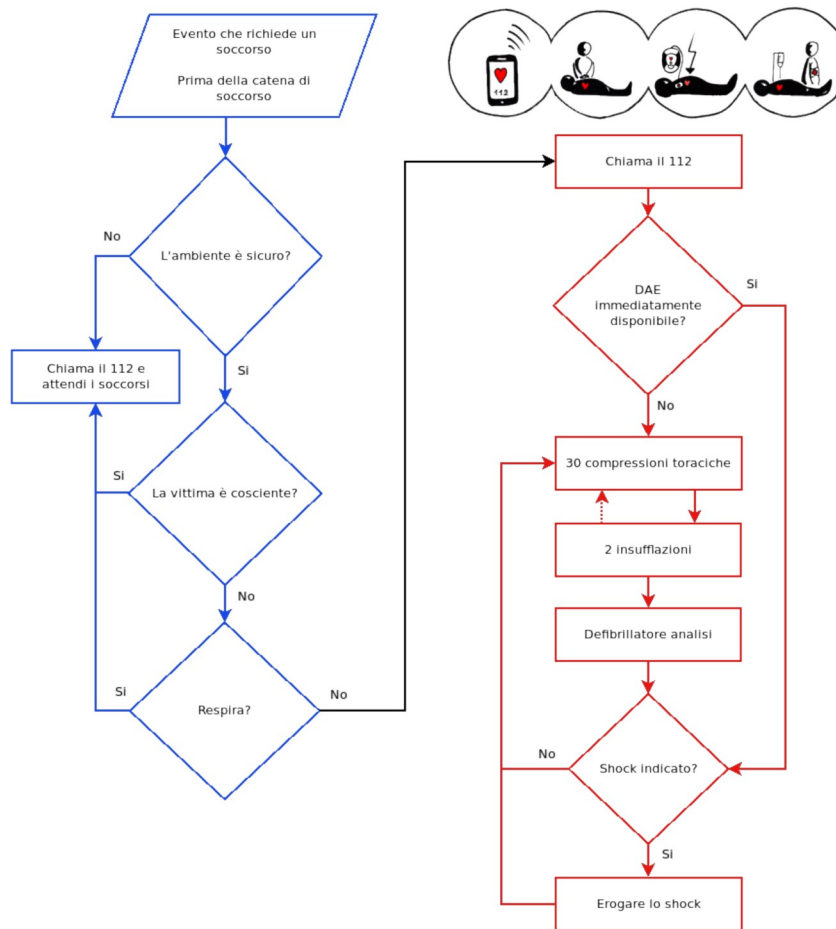 Evento che richiede un
soccorso
Prima della catena di
soccorso
L'ambiente è sicuro?
No
Si
Chiama il 112 e
attendi i soccorsi
La vittima è cosciente?
Si
No
Respira?
Si
No
112
Chiama il 112
DAE
immediatamente
disponibile?
Si
No
30 compressioni toraciche
2 insufflazioni
Defibrillatore analisi
Shock indicato?
No
Si
Erogare lo shock